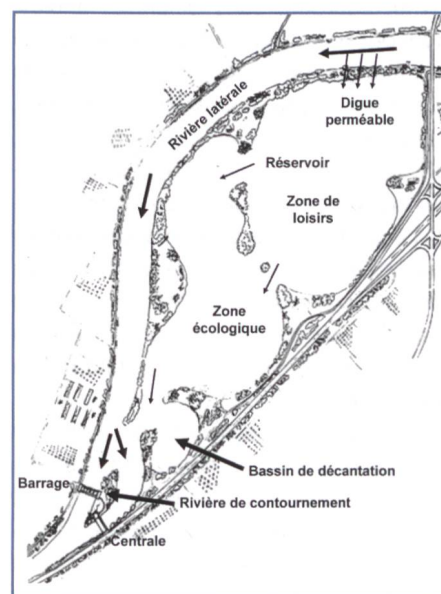 Rivière latérale
Digue
perméable
Réservoir
Zone de
loisirs
Zone
écologique
Bassin de décantation
Barrage
Rivière de contournement
Centrale